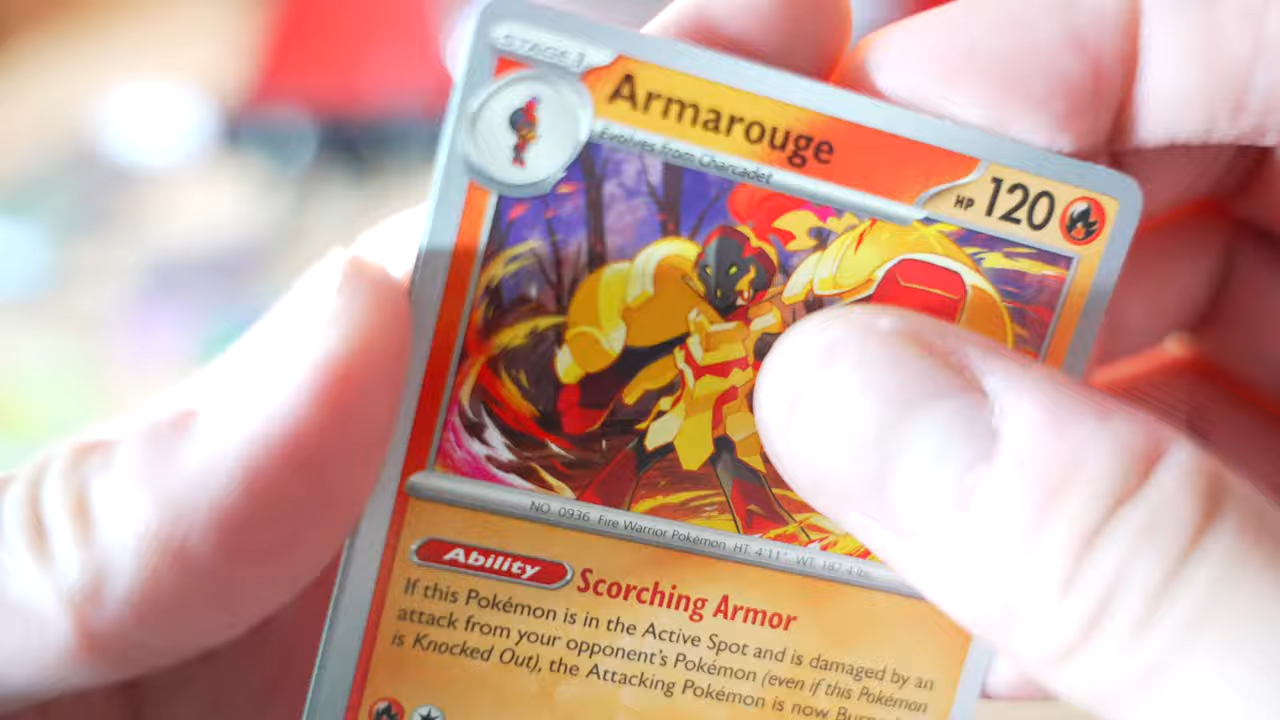 STAGE 1
Armarouge
Evolves from Charcadet
HP 120
NO. 0936 Fire Warrior Pokémon HT: 4'11" WT: 187.4 lbs.
Ability Scorching Armor
If this Pokémon is in the Active Spot and is damaged by an
attack from your opponent's Pokémon (even if this Pokémon
is Knocked Out), the Attacking Pokémon is now